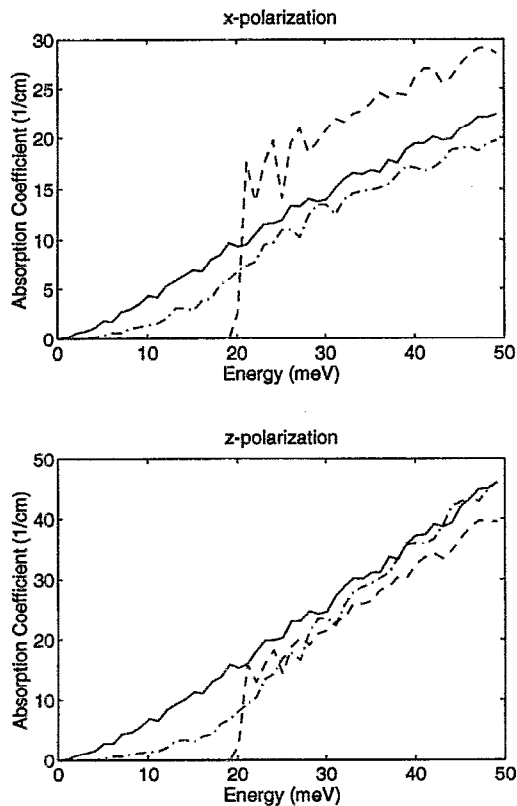 x-polarization
30
25
20
15
10
5
0
Absorption Coefficient (1/cm)
0 10 20 30 40 50
Energy (meV)
z-polarization
50
40
30
20
10
0
Absorption Coefficient (1/cm)
0 10 20 30 40 50
Energy (meV)